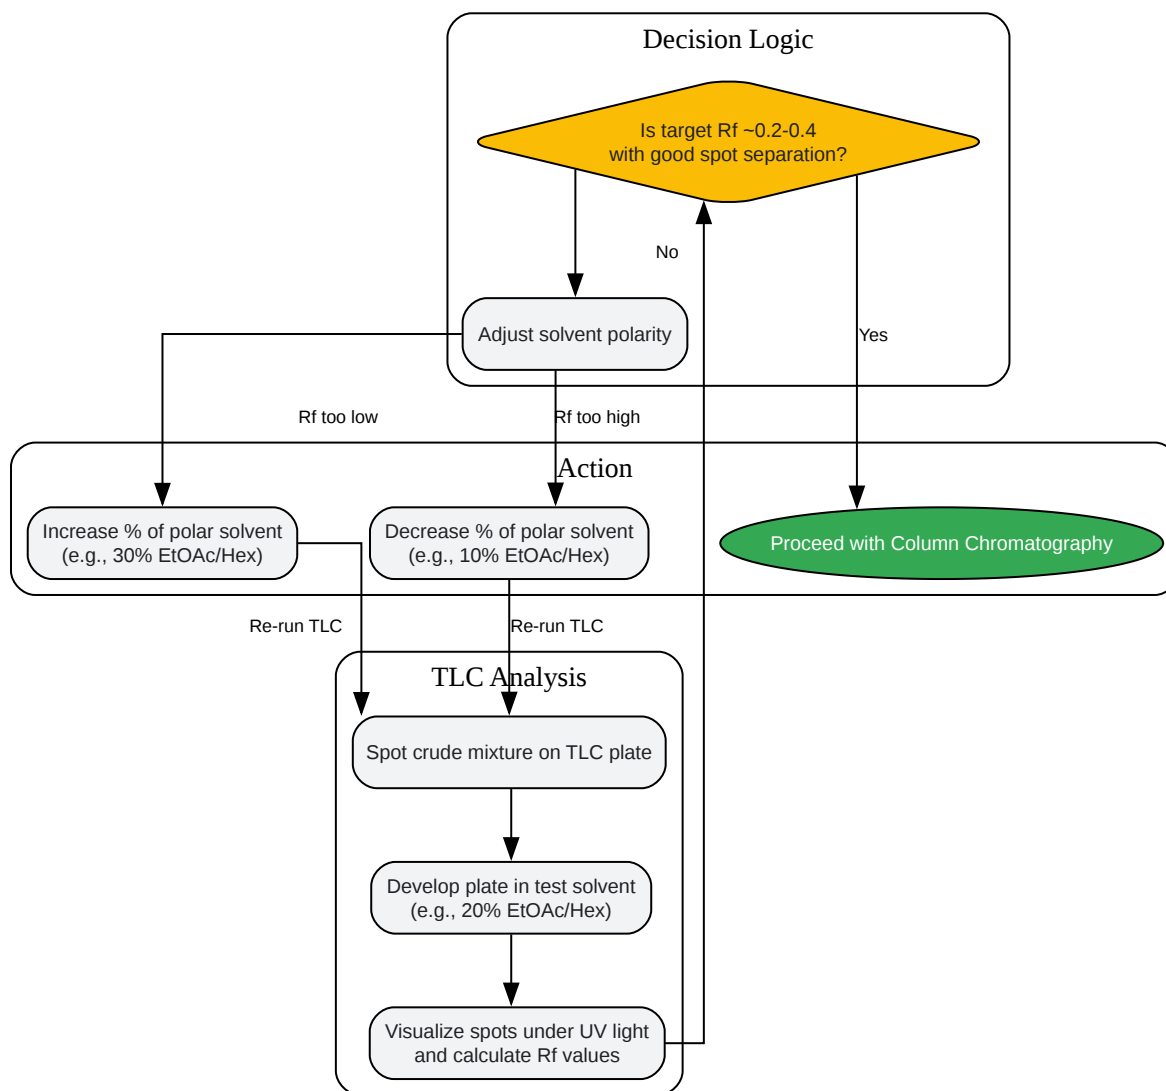 Decision Logic
Is target Rf ~0.2-0.4
with good spot separation?
No
Adjust solvent polarity
Yes
Rf too low
Rf too high
Action
Increase % of polar solvent
(e.g., 30% EtOAc/Hex)
Decrease % of polar solvent
(e.g., 10% EtOAc/Hex)
Proceed with Column Chromatography
Re-run TLC
Re-run TLC
TLC Analysis
Spot crude mixture on TLC plate
Develop plate in test solvent
(e.g., 20% EtOAc/Hex)
Visualize spots under UV light
and calculate Rf values